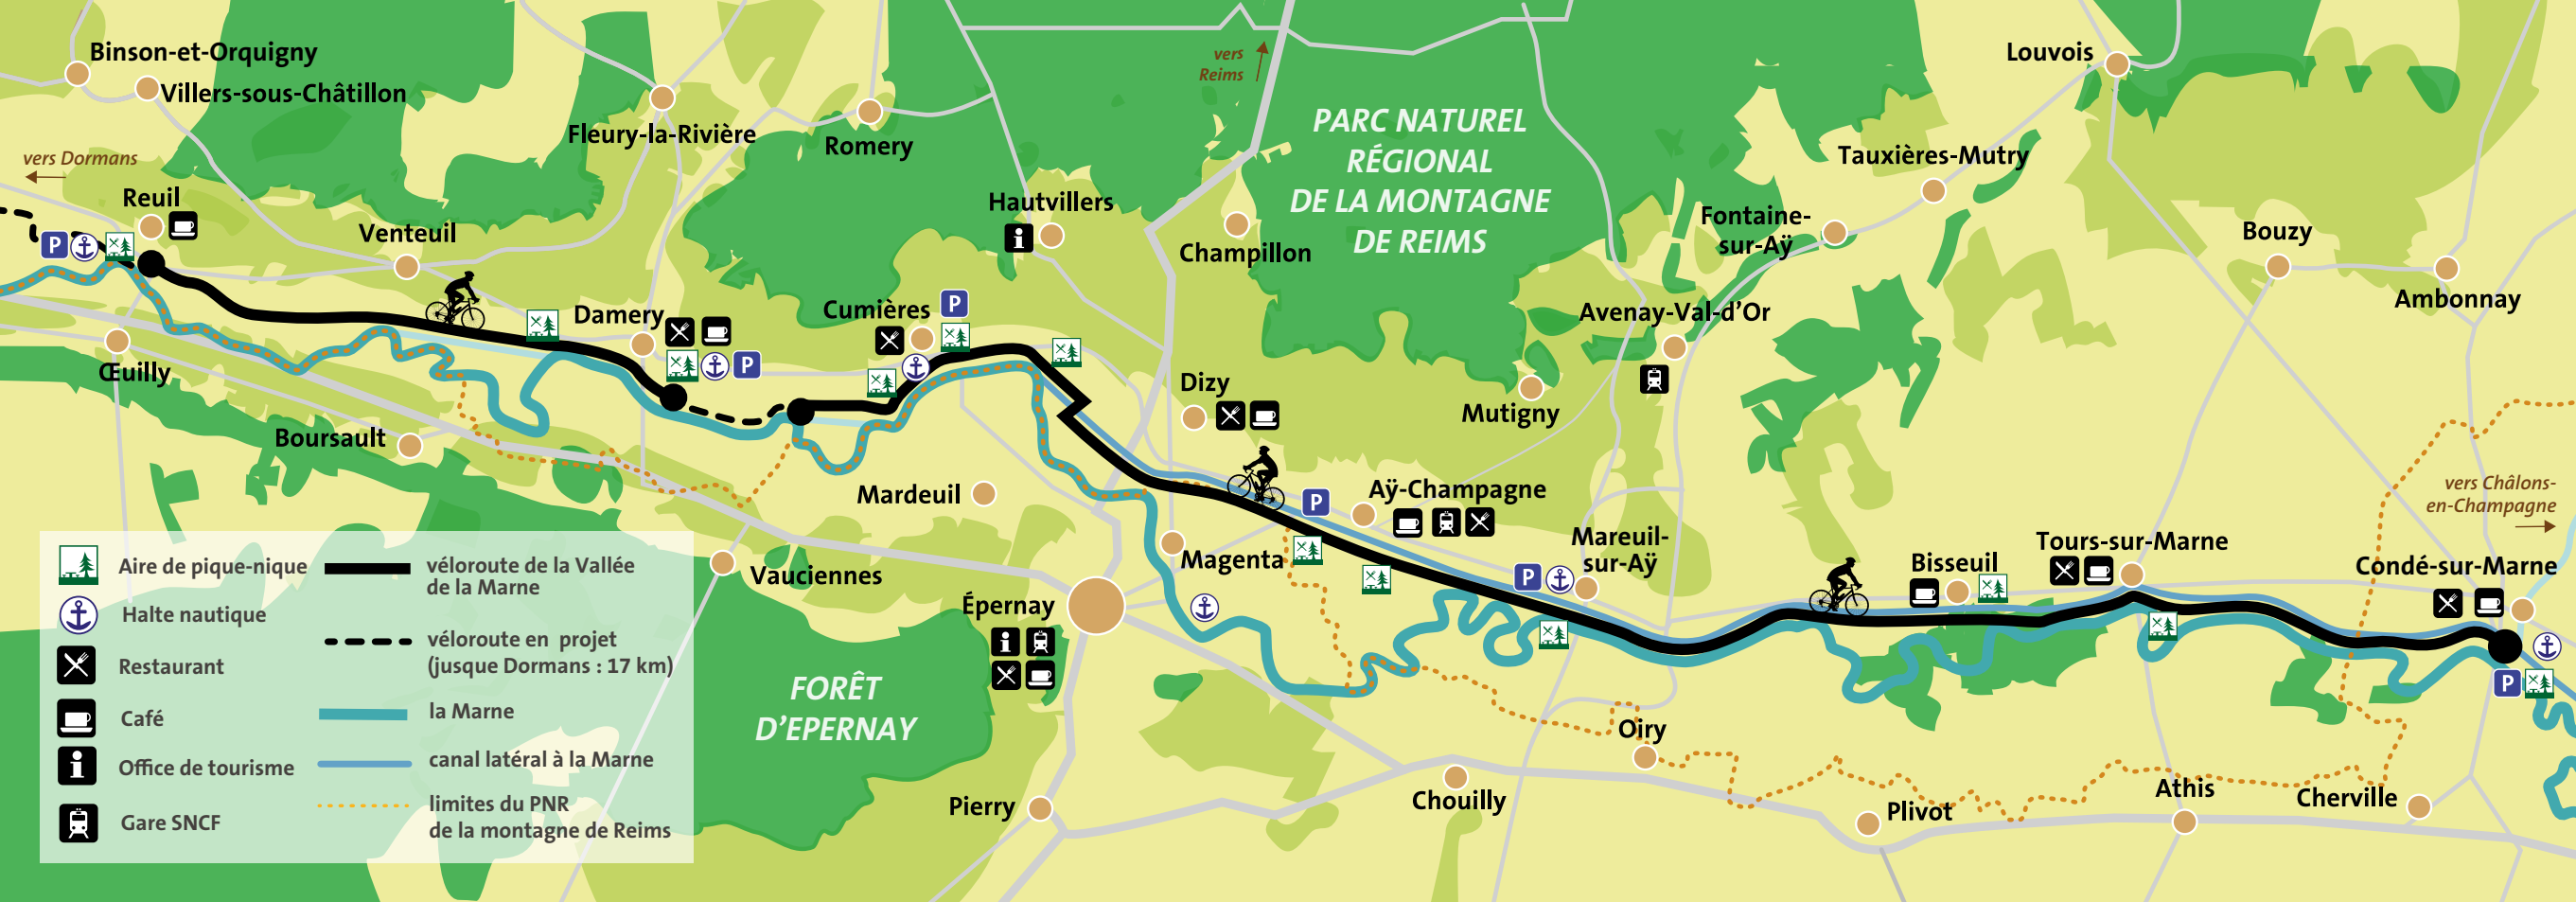 Binson-et-Orquigny
Villers-sous-Châtillon
vers Dormans
Reuil
P
Venteuil
Œuilly
Boursault
Fleury-la-Rivière
Romery
Damery
P
Cumières
P
Hautvillers
i
vers
Reims
Champillon
PARC NATUREL
RÉGIONAL
DE LA MONTAGNE
DE REIMS
Dizy
Mardeuil
Vauciennes
Magenta
Épernay
i
FORÊT
D'EPERNAY
Pierry
P
Aÿ-Champagne
Mutigny
Avenay-Val-d'Or
Fontaine-
sur-Aÿ
Tauxières-Mutry
Louvois
Bouzy
Ambonnay
P
Mareuil-
sur-Aÿ
Bisseuil
Tours-sur-Marne
Condé-sur-Marne
P
vers Châlons-
en-Champagne
Oiry
Chouilly
Plivot
Athis
Cherville
Aire de pique-nique
Halte nautique
Restaurant
Café
i
Office de tourisme
Gare SNCF
véloroute de la Vallée
de la Marne
véloroute en projet
(jusque Dormans : 17 km)
la Marne
canal latéral à la Marne
limites du PNR
de la montagne de Reims